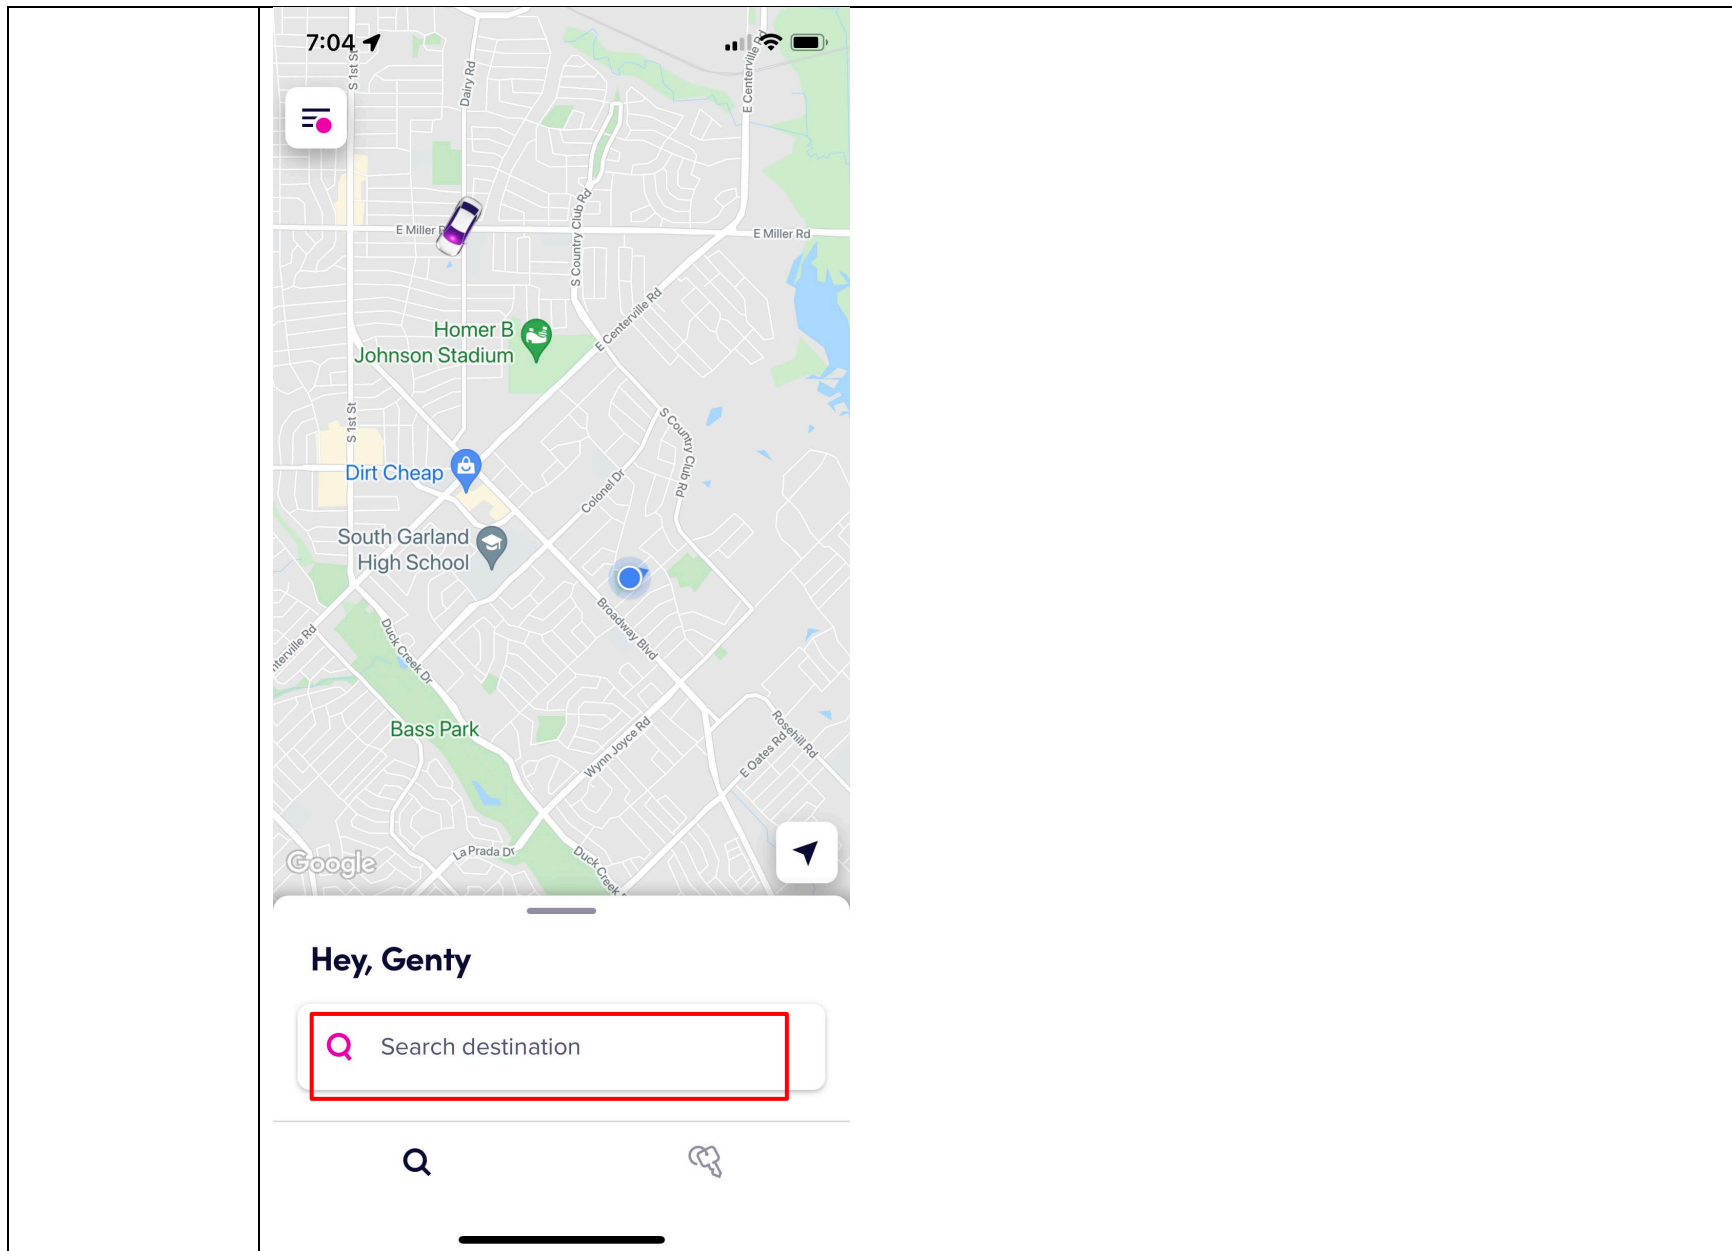 7:04
S 1st St
Dairy Rd
E Centerville Rd
E Miller
E Miller Rd
S Country Club Rd
E Centerville Rd
Homer B
Johnson Stadium
S 1st St
S Country Club Rd
Dirt Cheap
Colonel Dr
South Garland
High School
Broadway Blvd
Duck Creek Dr
nterville Rd
Bass Park
Wynn Joyce Rd
Rosehill Rd
E Oates Rd
La Prada Dr
Duck Creek
Google
Hey, Genty
Search destination